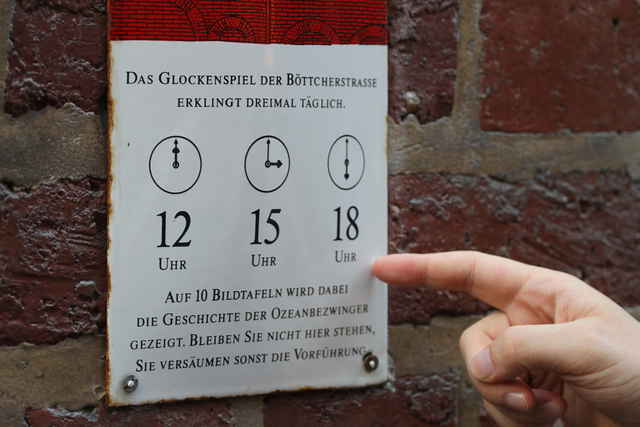 DAS GLOCKENSPIEL DER BÖTTCHERSTRASSE
ERKLINGT DREIMAL TÄGLICH.
12 15 18
UHR UHR UHR
AUF 10 BILDTAFELN WIRD DABEI
DIE GESCHICHTE DER OZEANBEZWINGER
GEZEIGT. BLEIBEN SIE NICHT HIER STEHEN,
SIE VERSÄUMEN SONST DIE VORFÜHRUNG.